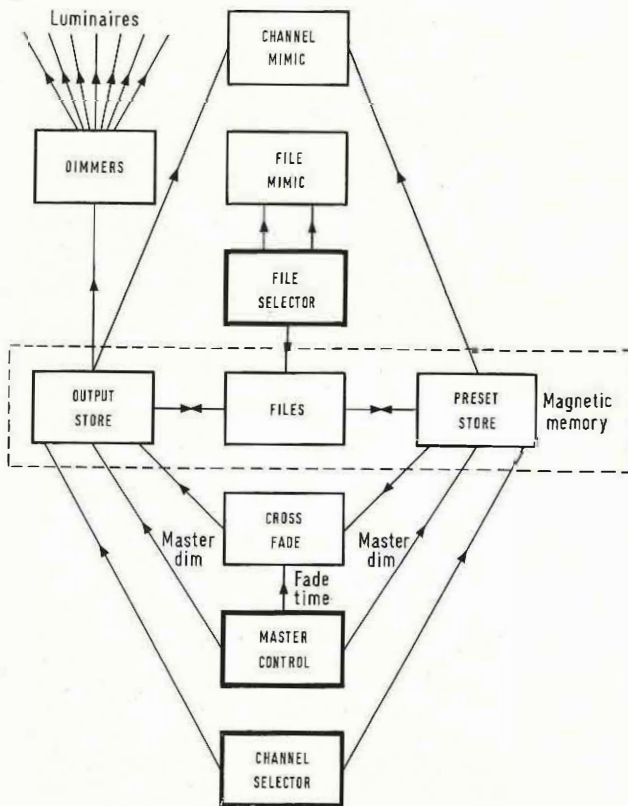 Luminaires
CHANNEL
MIMIC
DIMMERS
FILE
MIMIC
FILE
SELECTOR
OUTPUT
STORE
FILES
PRESET
STORE
Magnetic
memory
CROSS
FADE
Master
dim
Master
dim
Fade
time
MASTER
CONTROL
CHANNEL
SELECTOR